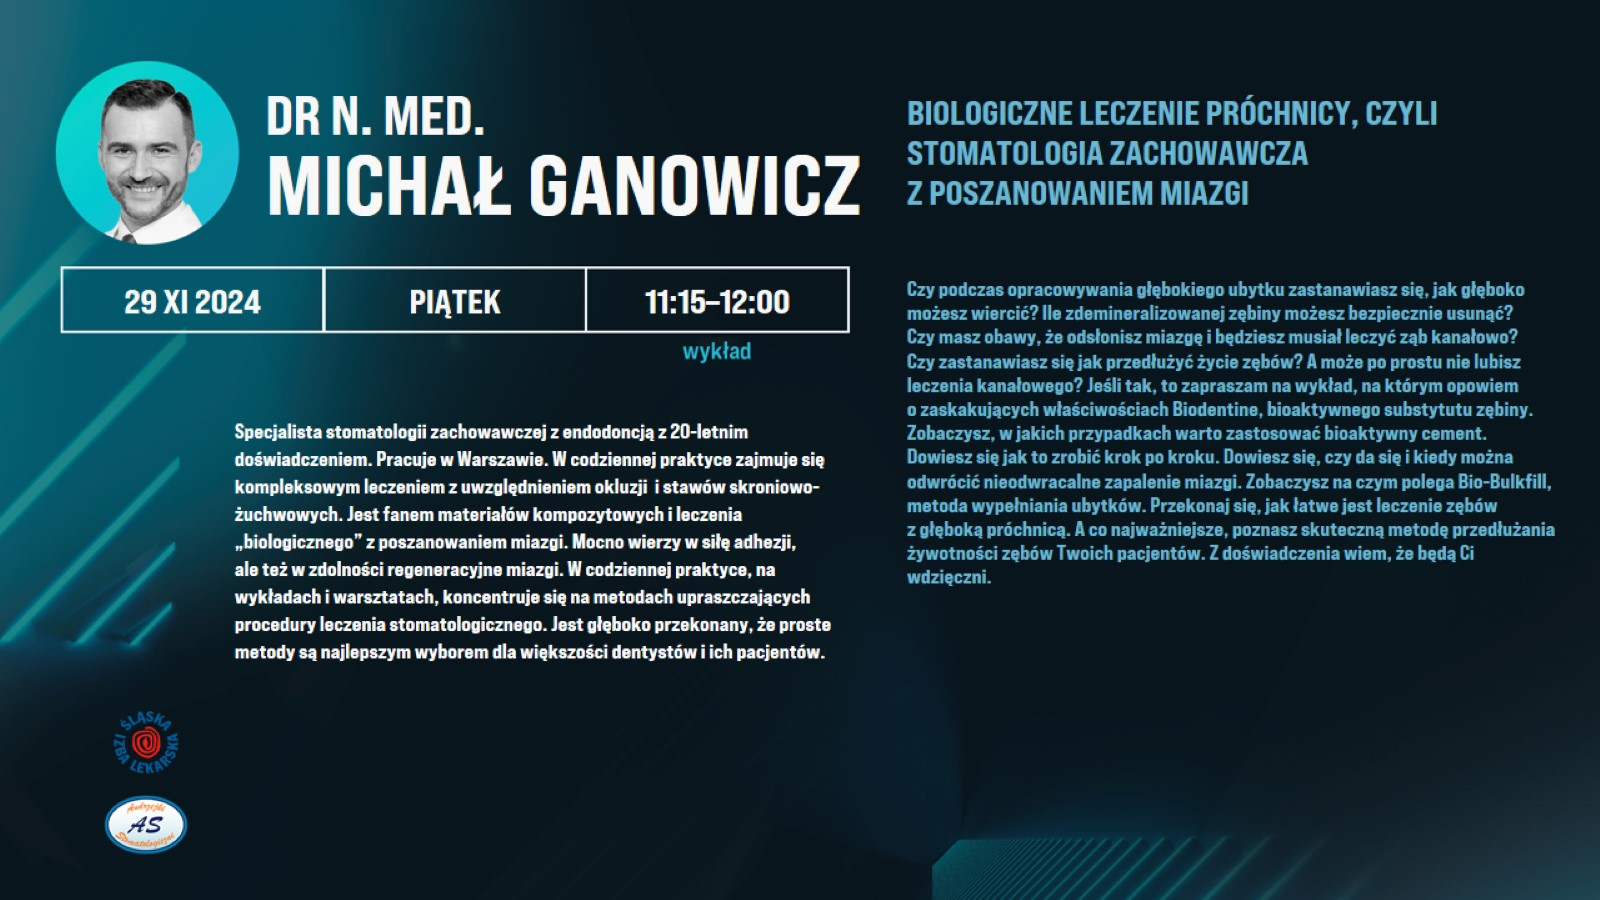 DR N. MED.
MICHAŁ GANOWICZ
29 XI 2024
PIĄTEK
11:15–12:00
wykład
Specjalista stomatologii zachowawczej z endodoncją z 20-letnim
doświadczeniem. Pracuje w Warszawie. W codziennej praktyce zajmuje się
kompleksowym leczeniem z uwzględnieniem okluzji i stawów skroniowo-
żuchwowych. Jest fanem materiałów kompozytowych i leczenia
„biologicznego” z poszanowaniem miazgi. Mocno wierzy w siłę adhezji,
ale też w zdolności regeneracyjne miazgi. W codziennej praktyce, na
wykładach i warsztatach, koncentruje się na metodach upraszczających
procedury leczenia stomatologicznego. Jest głęboko przekonany, że proste
metody są najlepszym wyborem dla większości dentystów i ich pacjentów.
BIOLOGICZNE LECZENIE PRÓCHNICY, CZYLI
STOMATOLOGIA ZACHOWAWCZA
Z POSZANOWANIEM MIAZGI
Czy podczas opracowywania głębokiego ubytku zastanawiasz się, jak głęboko
możesz wiercić? Ile zdemineralizowanej zębiny możesz bezpiecznie usunąć?
Czy masz obawy, że odsłonisz miazgę i będziesz musiał leczyć ząb kanałowo?
Czy zastanawiasz się jak przedłużyć życie zębów? A może po prostu nie lubisz
leczenia kanałowego? Jeśli tak, to zapraszam na wykład, na którym opowiem
o zaskakujących właściwościach Biodentine, bioaktywnego substytutu zębiny.
Zobaczysz, w jakich przypadkach warto zastosować bioaktywny cement.
Dowiesz się jak to zrobić krok po kroku. Dowiesz się, czy da się i kiedy można
odwrócić nieodwracalne zapalenie miazgi. Zobaczysz na czym polega Bio-Bulkfill,
metoda wypełniania ubytków. Przekonaj się, jak łatwe jest leczenie zębów
z głęboką próchnicą. A co najważniejsze, poznasz skuteczną metodę przedłużania
żywotności zębów Twoich pacjentów. Z doświadczenia wiem, że będą Ci
wdzięczni.
ŚLĄSKA
IZBA LEKARSKA
Andrzejki
AS
Stomatologiczne